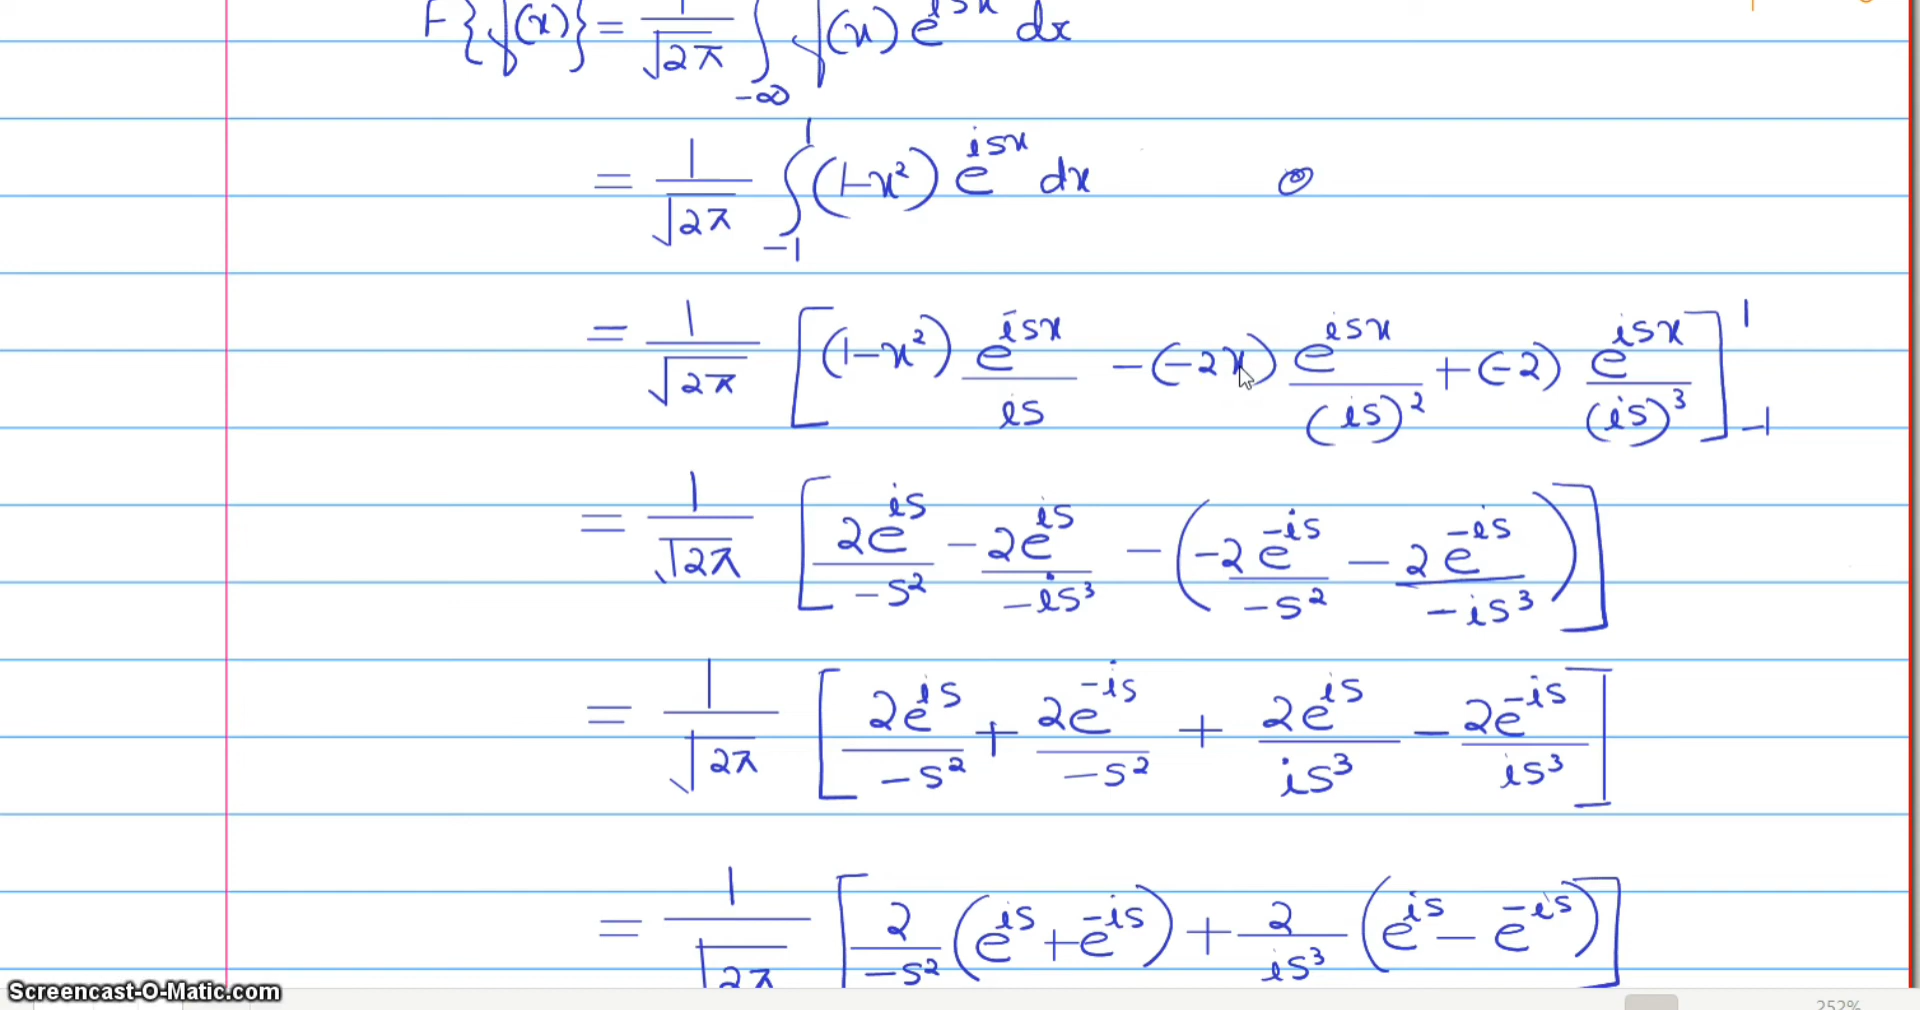 F{f(x)} = 1/√2π ∫_{-∞} f(x) e^{isx} dx
= 1/√2π ∫_{-1}^{1} (1-x²) e^{isx} dx
= 1/√2π [(1-x²) e^{isx}/is - (-2x) e^{isx}/(is)² + (-2) e^{isx}/(is)³]_{-1}^{1}
= 1/√2π [2e^{is}/-s² - 2e^{is}/-is³ - (-2e^{-is}/-s² - 2e^{-is}/-is³)]
= 1/√2π [2e^{is}/-s² + 2e^{-is}/-s² + 2e^{is}/is³ - 2e^{-is}/is³]
= 1/√2π [2/-s² (e^{is} + e^{-is}) + 2/is³ (e^{is} - e^{-is})]
Screencast-O-Matic.com
252%